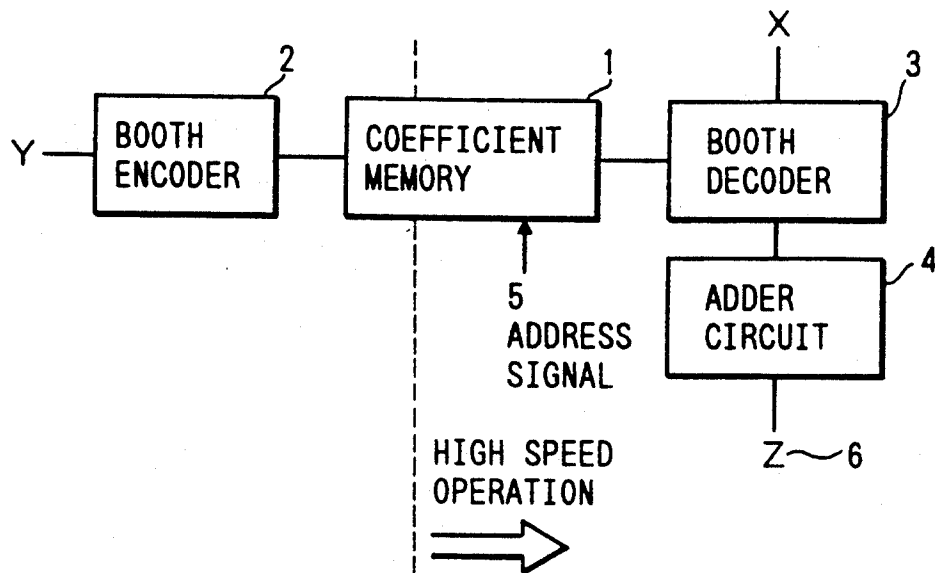 X
2
1
3
Y
BOOTH
ENCODER
COEFFICIENT
MEMORY
BOOTH
DECODER
4
5
ADDRESS
SIGNAL
ADDER
CIRCUIT
Z
6
HIGH SPEED
OPERATION